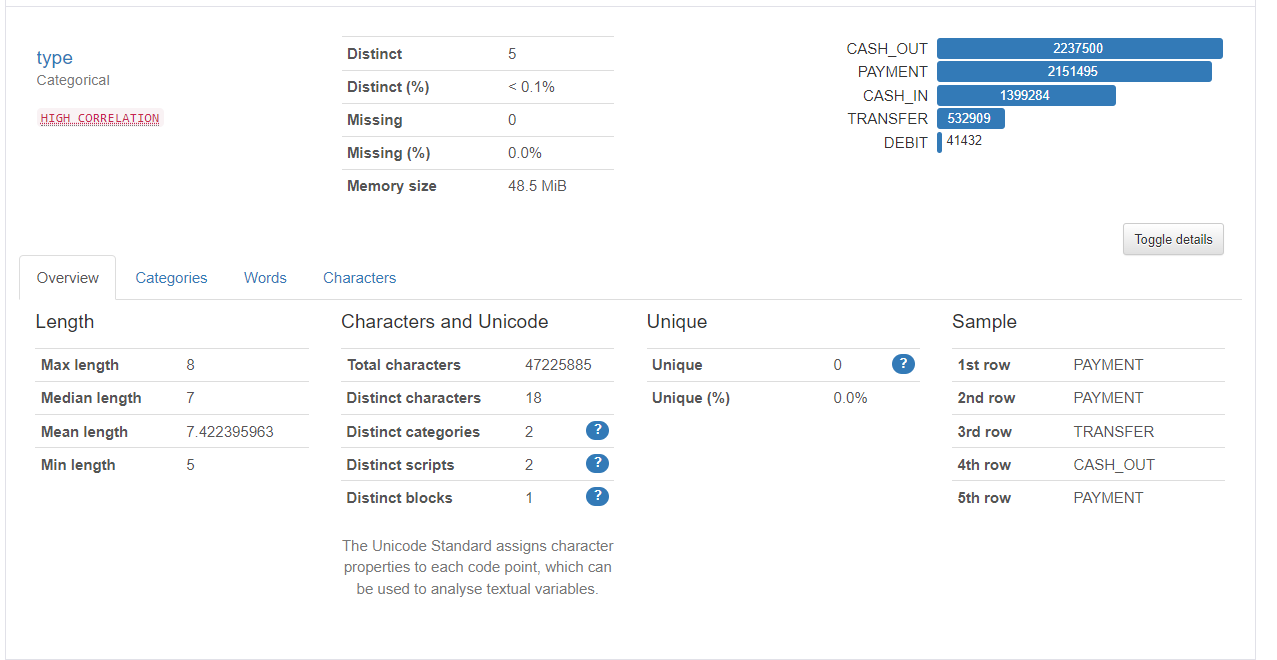 type
Categorical
HIGH CORRELATION
Distinct 5
Distinct (%) < 0.1%
Missing 0
Missing (%) 0.0%
Memory size 48.5 MiB
CASH_OUT 2237500
PAYMENT 2151495
CASH_IN 1399284
TRANSFER 532909
DEBIT 41432
Toggle details
Overview Categories Words Characters
Length
Max length 8
Median length 7
Mean length 7.422395963
Min length 5
Characters and Unicode
Total characters 47225885
Distinct characters 18
Distinct categories 2 ?
Distinct scripts 2 ?
Distinct blocks 1 ?
The Unicode Standard assigns character
properties to each code point, which can
be used to analyse textual variables.
Unique
Unique 0 ?
Unique (%) 0.0%
Sample
1st row PAYMENT
2nd row PAYMENT
3rd row TRANSFER
4th row CASH_OUT
5th row PAYMENT